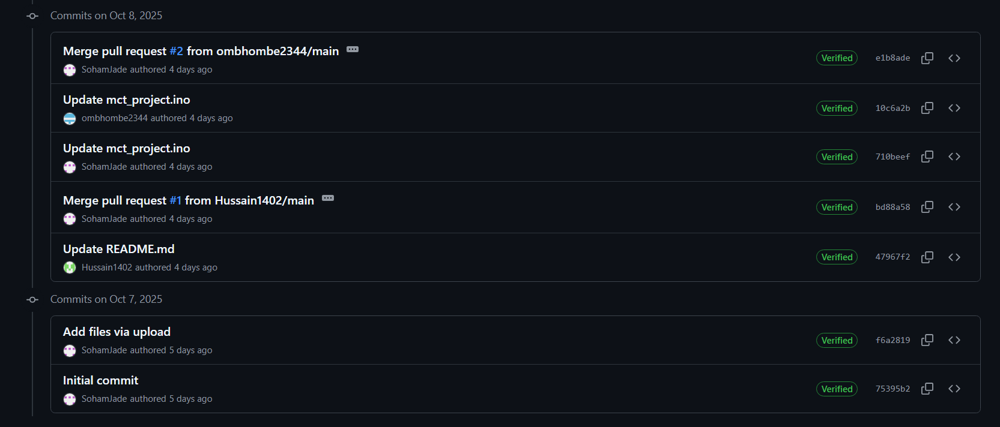 Commits on Oct 8, 2025
Merge pull request #2 from ombhombe2344/main
SohamJade authored 4 days ago
Verified e1b8ade
Update mct_project.ino
ombhombe2344 authored 4 days ago
Verified 10c6a2b
Update mct_project.ino
SohamJade authored 4 days ago
Verified 710beef
Merge pull request #1 from Hussain1402/main
SohamJade authored 4 days ago
Verified bd88a58
Update README.md
Hussain1402 authored 4 days ago
Verified 47967f2
Commits on Oct 7, 2025
Add files via upload
SohamJade authored 5 days ago
Verified f6a2819
Initial commit
SohamJade authored 5 days ago
Verified 75395b2